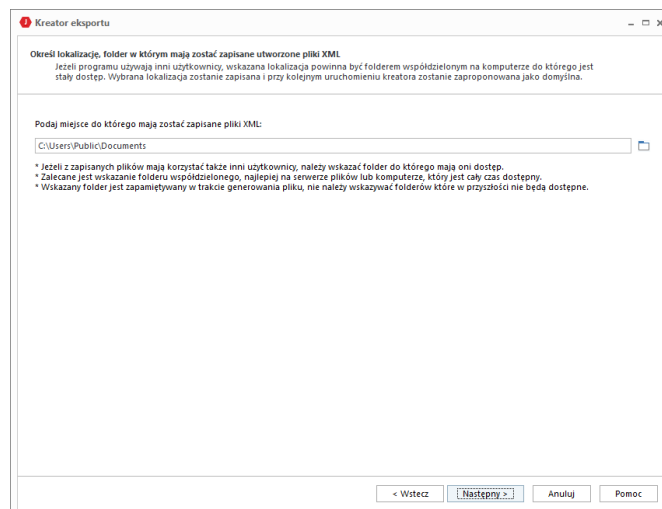 Kreator eksportu
Określ lokalizację, folder w którym mają zostać zapisane utworzone pliki XML
Jeżeli programu używają inni użytkownicy, wskazana lokalizacja powinna być folderem współdzielonym na komputerze do którego jest
stały dostęp. Wybrana lokalizacja zostanie zapisana i przy kolejnym uruchomieniu kreatora zostanie zaproponowana jako domyślna.
Podaj miejsce do którego mają zostać zapisane pliki XML:
C:\Users\Public\Documents
* Jeżeli z zapisanych plików mają korzystać także inni użytkownicy, należy wskazać folder do którego mają oni dostęp.
* Zalecane jest wskazanie folderu współdzielonego, najlepiej na serwerze plików lub komputerze, który jest cały czas dostępny.
* Wskazany folder jest zapamiętywany w trakcie generowania pliku, nie należy wskazywać folderów które w przyszłości nie będą dostępne.
< Wstecz Następny > Anuluj Pomoc